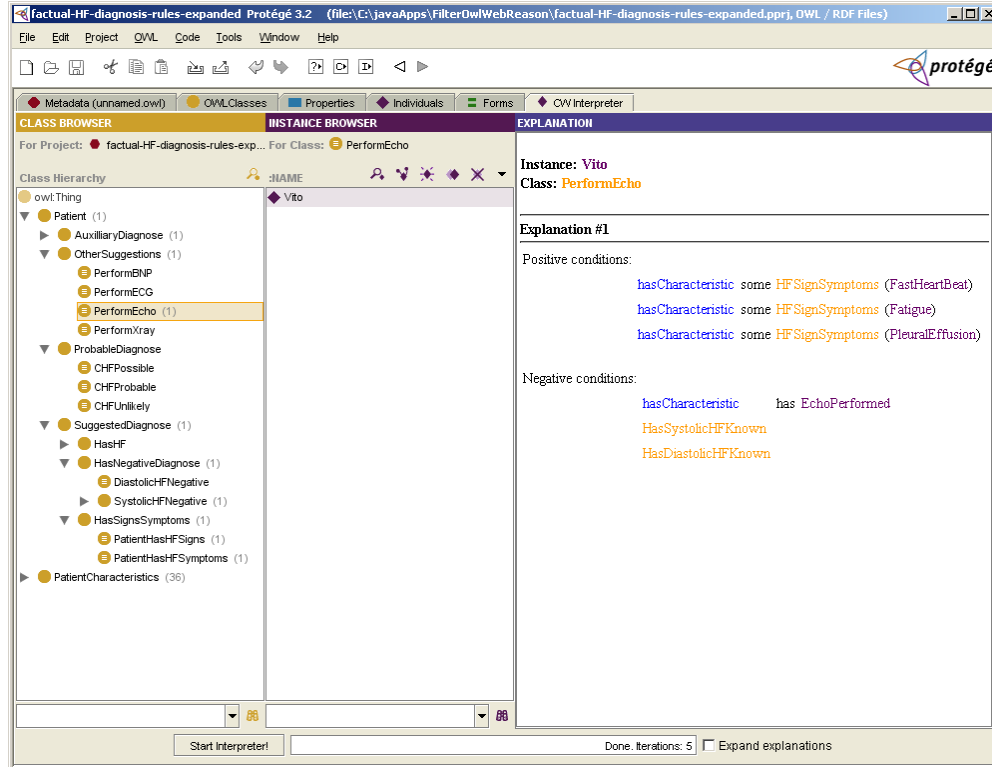 factual-HF-diagnosis-rules-expanded Protégé 3.2 (file:\C:\javaApps\FilterOwlWebReason\factual-HF-diagnosis-rules-expanded.pprj, OWL / RDF Files)
File Edit Project OWL Code Tools Window Help
protégé
Metadata (unnamed.owl) OWLClasses Properties Individuals Forms CW Interpreter
CLASS BROWSER INSTANCE BROWSER EXPLANATION
For Project: factual-HF-diagnosis-rules-exp... For Class: PerformEcho
Instance: Vito
Class Hierarchy :NAME
Class: PerformEcho
owl:Thing Vito
Patient (1)
Explanation #1
AuxilliaryDiagnose (1)
OtherSuggestions (1)
Positive conditions:
PerformBNP
hasCharacteristic some HFSignSymptoms (FastHeartBeat)
PerformECG
hasCharacteristic some HFSignSymptoms (Fatigue)
PerformEcho (1)
PerformXray
hasCharacteristic some HFSignSymptoms (PleuralEffusion)
ProbableDiagnose
CHFPossible
Negative conditions:
CHFProbable
CHFUnlikely
hasCharacteristic has EchoPerformed
SuggestedDiagnose (1)
HasSystolicHFKnown
HasHF
HasDiastolicHFKnown
HasNegativeDiagnose (1)
DiastolicHFNegative
SystolicHFNegative (1)
HasSignsSymptoms (1)
PatientHasHFSigns (1)
PatientHasHFSymptoms (1)
PatientCharacteristics (36)
Start Interpreter! Done. Iterations: 5 Expand explanations